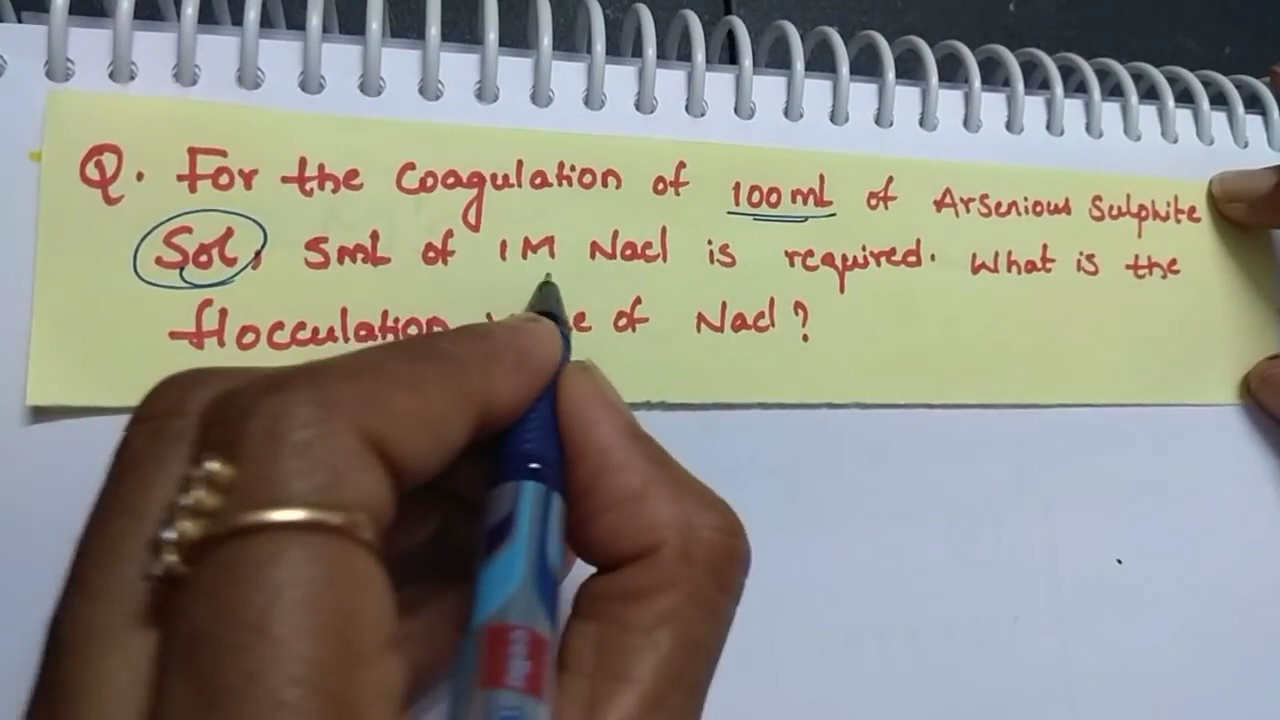 Q. For the Coagulation of 100 mL of Arsenious Sulphite
Sol, 5mL of 1M Nacl is required. What is the
flocculation of Nacl?
cello